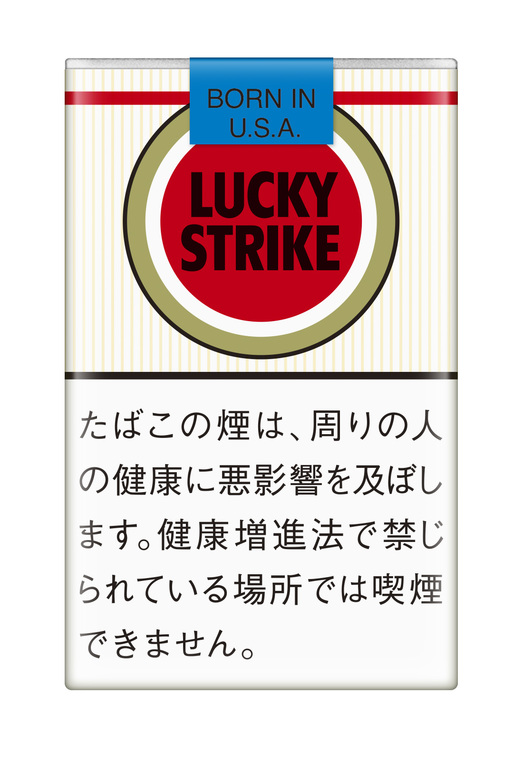 BORN IN
U.S.A.
LUCKY
STRIKE
たばこの煙は、周りの人
の健康に悪影響を及ぼし
ます。健康増進法で禁じ
られている場所では喫煙
できません。